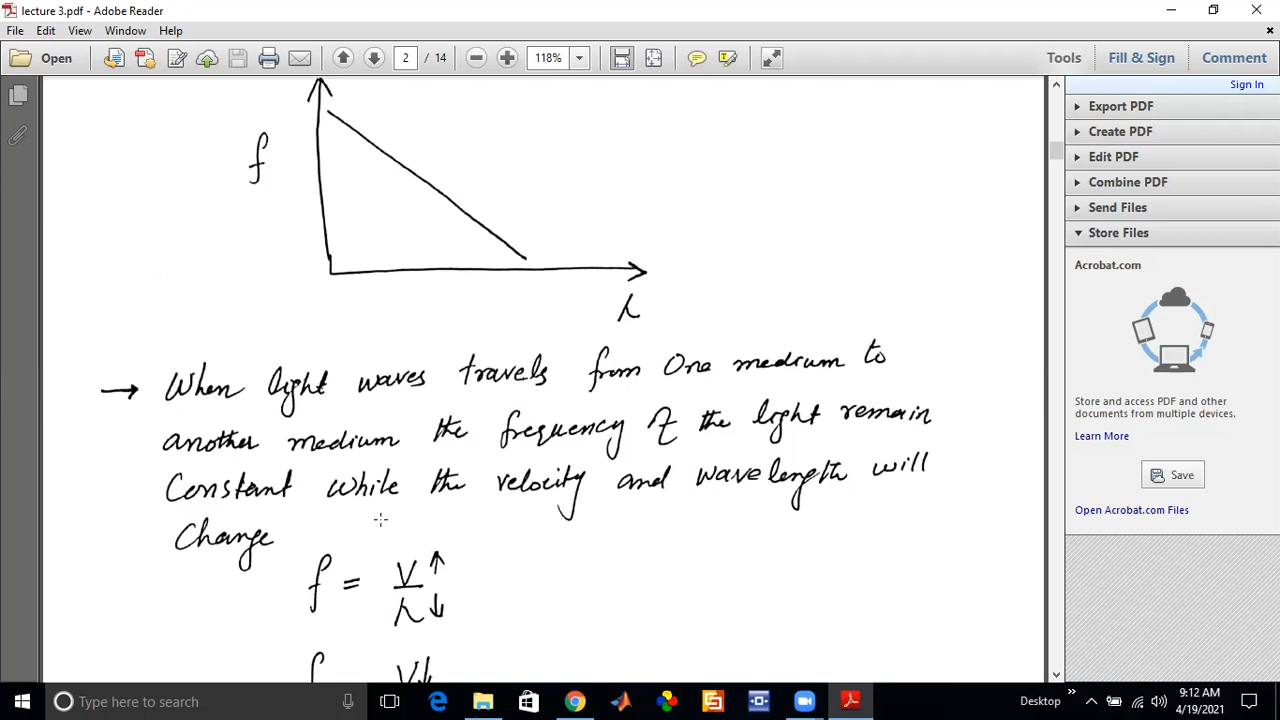 lecture 3.pdf - Adobe Reader
File Edit View Window Help
Open 2 / 14 118% Tools Fill & Sign Comment
Sign In
Export PDF
Create PDF
Edit PDF
Combine PDF
Send Files
Store Files
Acrobat.com
Store and access PDF and other
documents from multiple devices.
Learn More
Save
Open Acrobat.com Files
f
λ
→ When light waves travels from One medium to
another medium the frequency of the light remain
Constant while the velocity and wavelength will
Change
f = V↑
λ↓
f V↓
Type here to search
Desktop
9:12 AM
4/19/2021